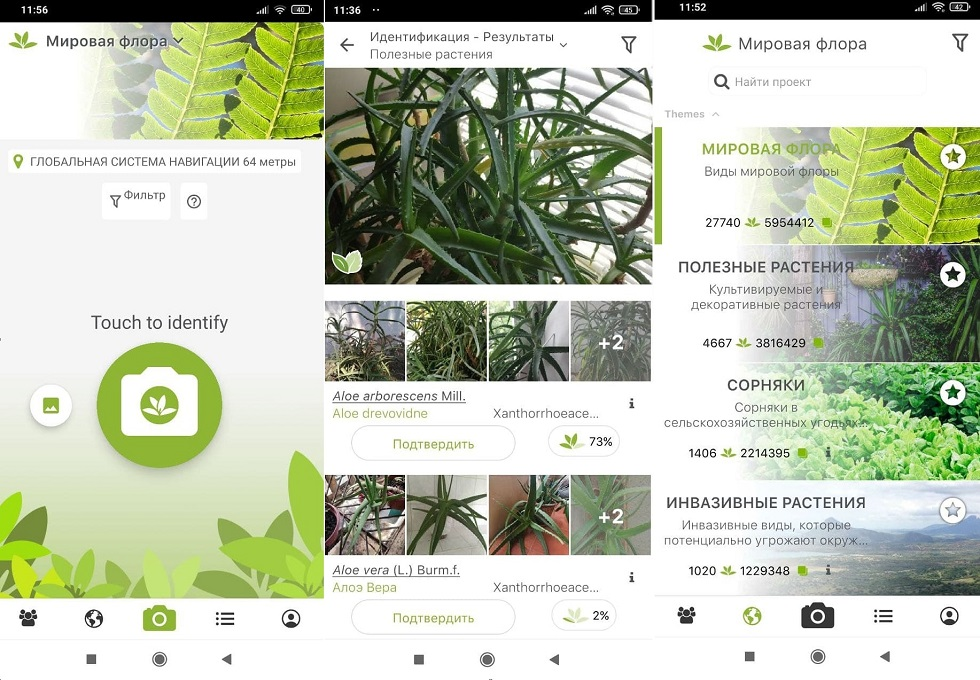 11:56
40
Мировая флора
ГЛОБАЛЬНАЯ СИСТЕМА НАВИГАЦИИ 64 метры
Фильтр
?
Touch to identify
11:36
45
Идентификация - Результаты
Полезные растения
+2
Aloe arborescens Mill.
Aloe drevovidne
Xanthorrhoeace...
i
Подтвердить
73%
+2
Aloe vera (L.) Burm.f.
Алоэ Вера
Xanthorrhoeace...
i
Подтвердить
2%
11:52
42
Мировая флора
Найти проект
Themes
МИРОВАЯ ФЛОРА
Виды мировой флоры
27740 5954412
ПОЛЕЗНЫЕ РАСТЕНИЯ
Культивируемые и
декоративные растения
4667 3816429
СОРНЯКИ
Сорняки в
сельскохозяйственных угодьях...
1406 2214395 i
ИНВАЗИВНЫЕ РАСТЕНИЯ
Инвазивные виды, которые
потенциально угрожают окруж...
1020 1229348 i